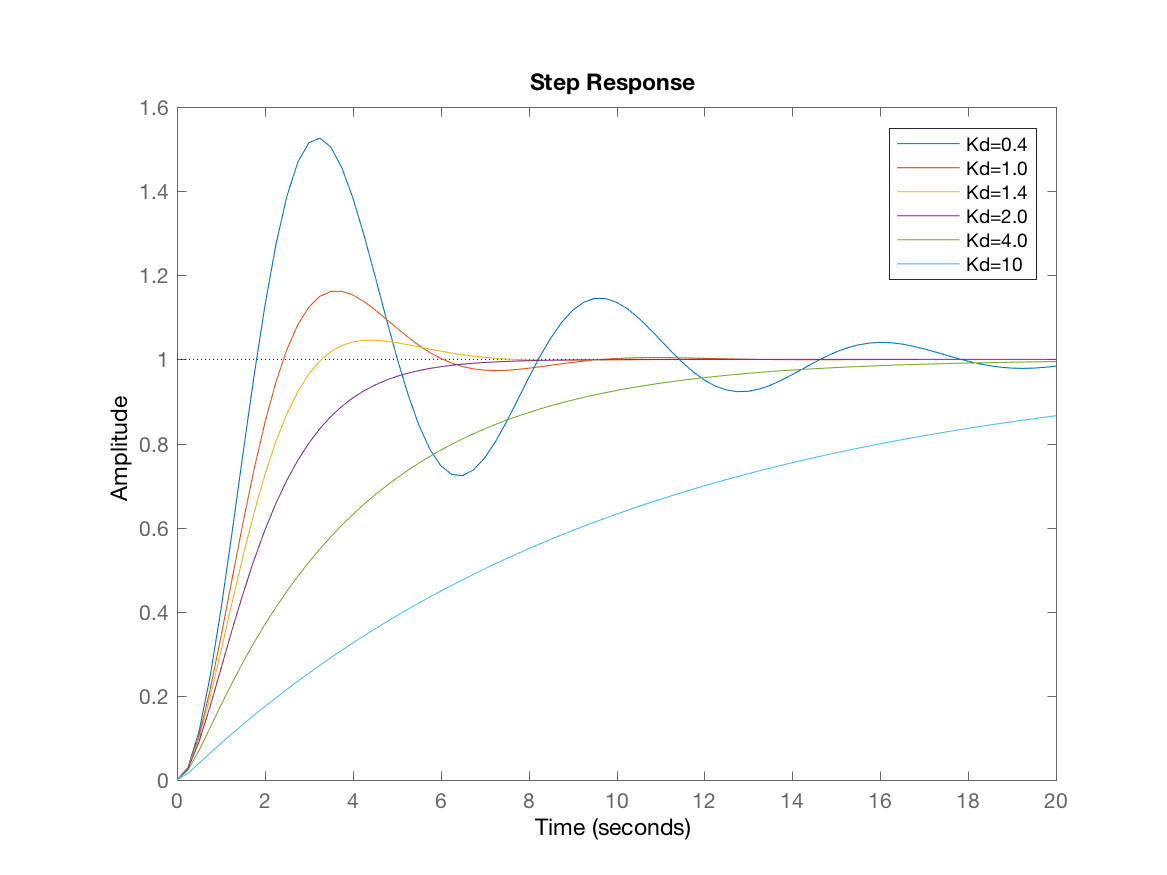 Step Response
1.6
1.4
1.2
1
0.8
0.6
0.4
0.2
0
Amplitude
Kd=0.4
Kd=1.0
Kd=1.4
Kd=2.0
Kd=4.0
Kd=10
0 2 4 6 8 10 12 14 16 18 20
Time (seconds)